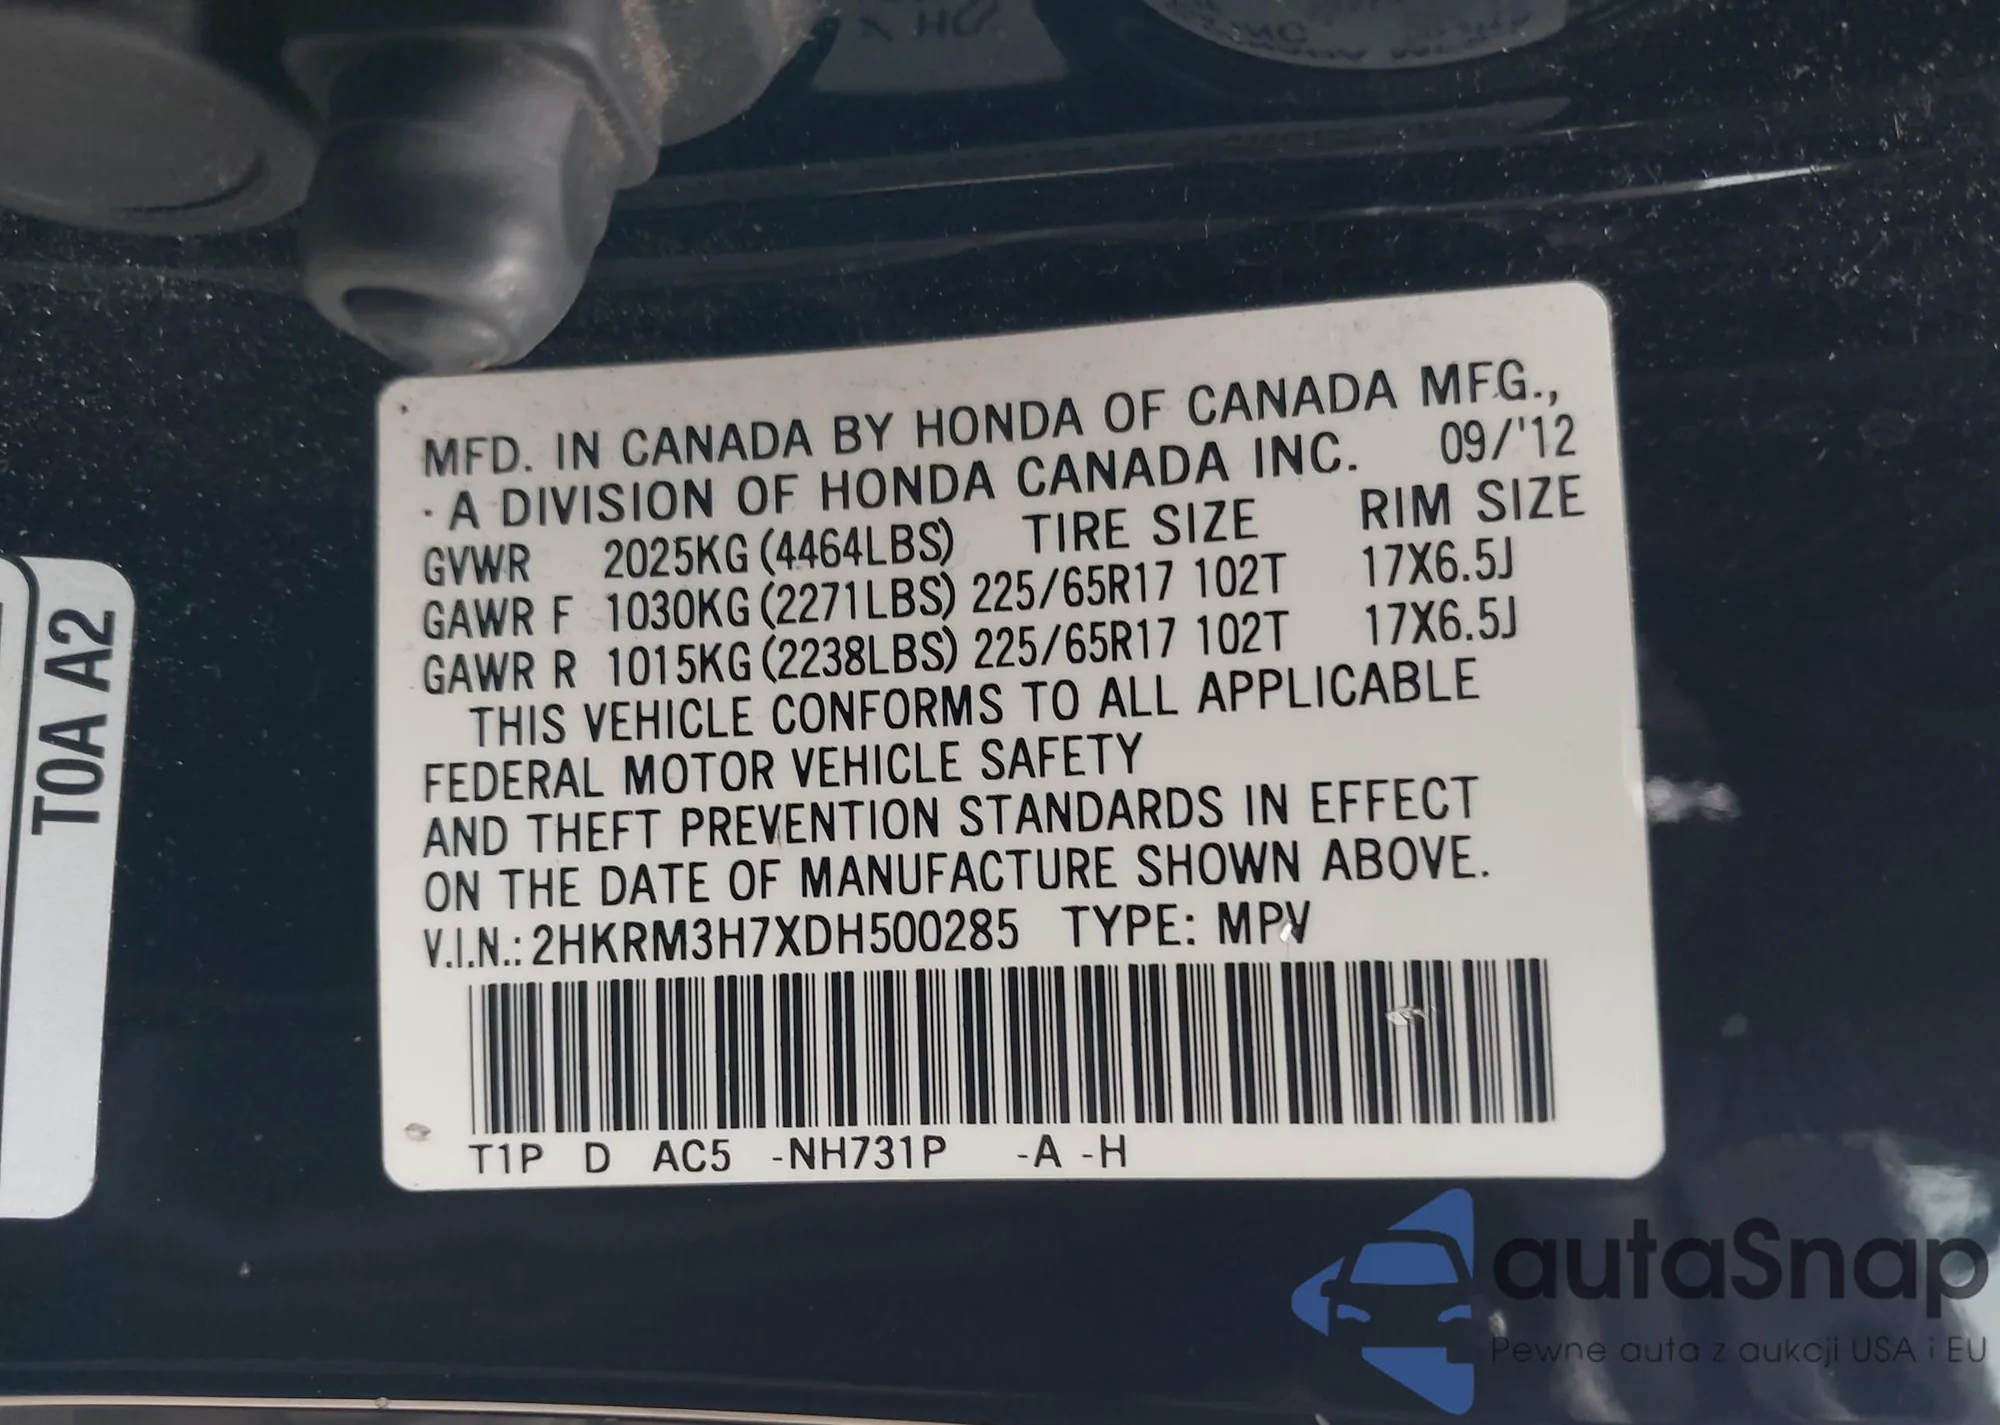 MFD. IN CANADA BY HONDA OF CANADA MFG.,
· A DIVISION OF HONDA CANADA INC. 09/'12
GVWR 2025KG (4464LBS) TIRE SIZE RIM SIZE
GAWR F 1030KG (2271LBS) 225/65R17 102T 17X6.5J
GAWR R 1015KG (2238LBS) 225/65R17 102T 17X6.5J
THIS VEHICLE CONFORMS TO ALL APPLICABLE
FEDERAL MOTOR VEHICLE SAFETY
AND THEFT PREVENTION STANDARDS IN EFFECT
ON THE DATE OF MANUFACTURE SHOWN ABOVE.
V.I.N.: 2HKRM3H7XDH500285 TYPE: MPV
T1P D AC5 -NH731P -A -H
T0A A2
autaSnap
Pewne auta z aukcji USA i EU